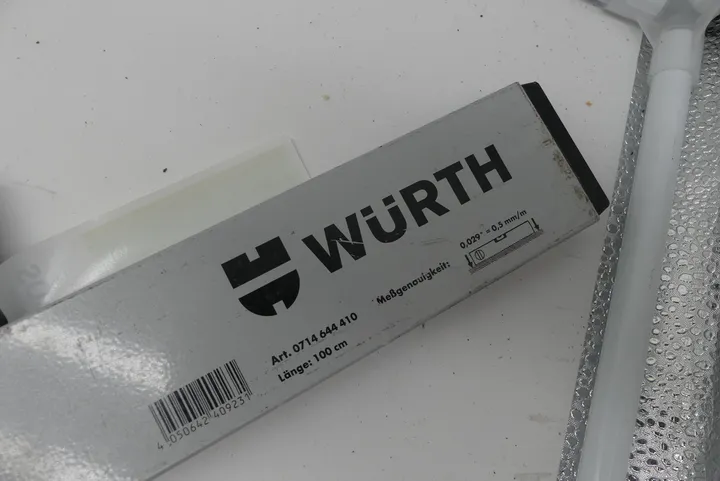 WÜRTH
0,029° = 0,5 mm/m
Meßgenauigkeit:
Art. 0714 644 410
Länge: 100 cm
4 050642 409231